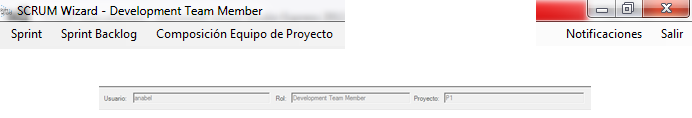 SCRUM Wizard - Development Team Member
Sprint Sprint Backlog Composición Equipo de Proyecto Notificaciones Salir
Usuario: anabel Rol: Development Team Member Proyecto: P1